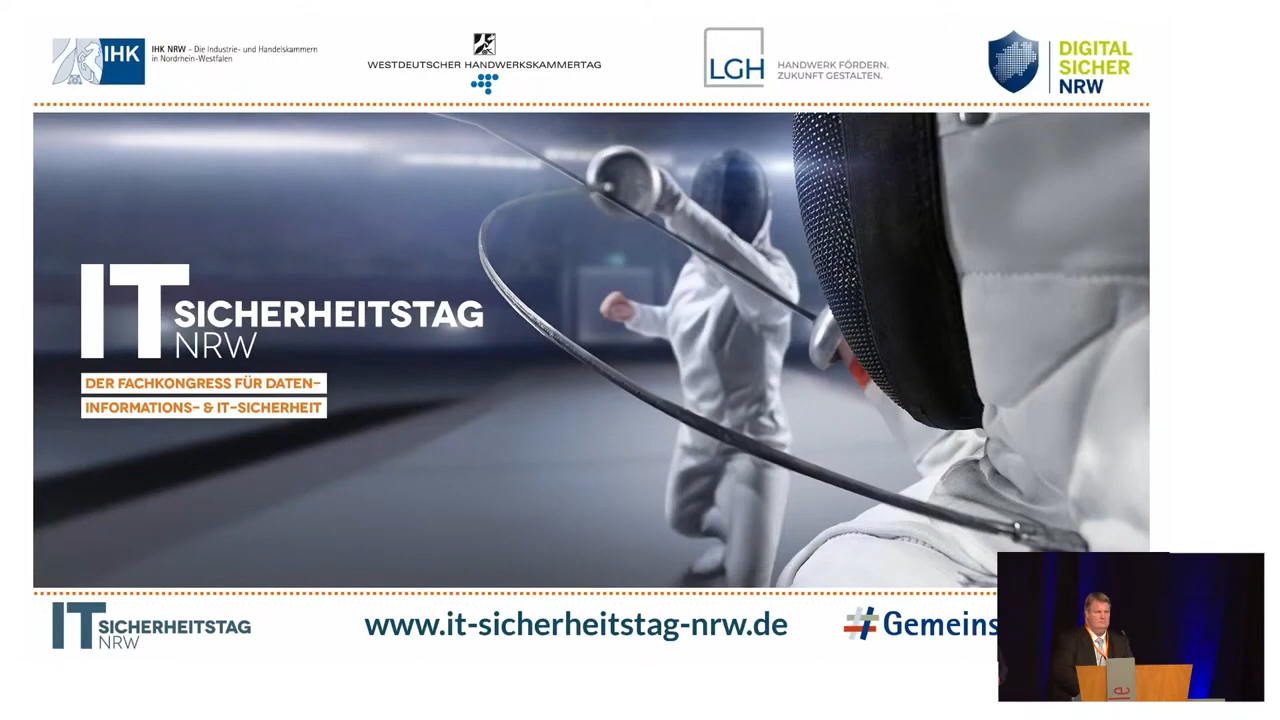 IHK
IHK NRW - Die Industrie- und Handelskammern
in Nordrhein-Westfalen
WESTDEUTSCHER HANDWERKSKAMMERTAG
LGH
HANDWERK FÖRDERN.
ZUKUNFT GESTALTEN.
DIGITAL
SICHER
NRW
IT SICHERHEITSTAG
NRW
DER FACHKONGRESS FÜR DATEN-
INFORMATIONS- & IT-SICHERHEIT
IT SICHERHEITSTAG
NRW
www.it-sicherheitstag-nrw.de
#Gemeins
le